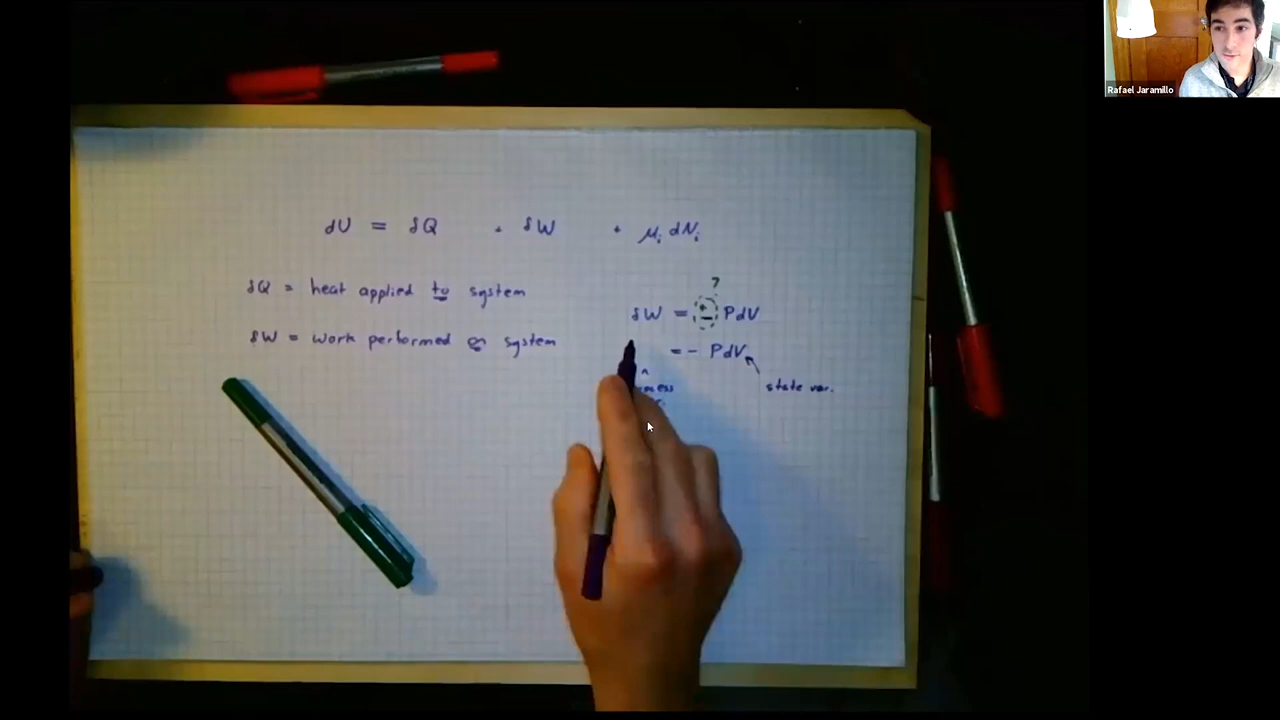 Rafael Jaramillo
dU = δQ + δW + μi dNi
δQ = heat applied to system
δW = work performed on system
?
δW = ± PdV
= - PdV
state var.